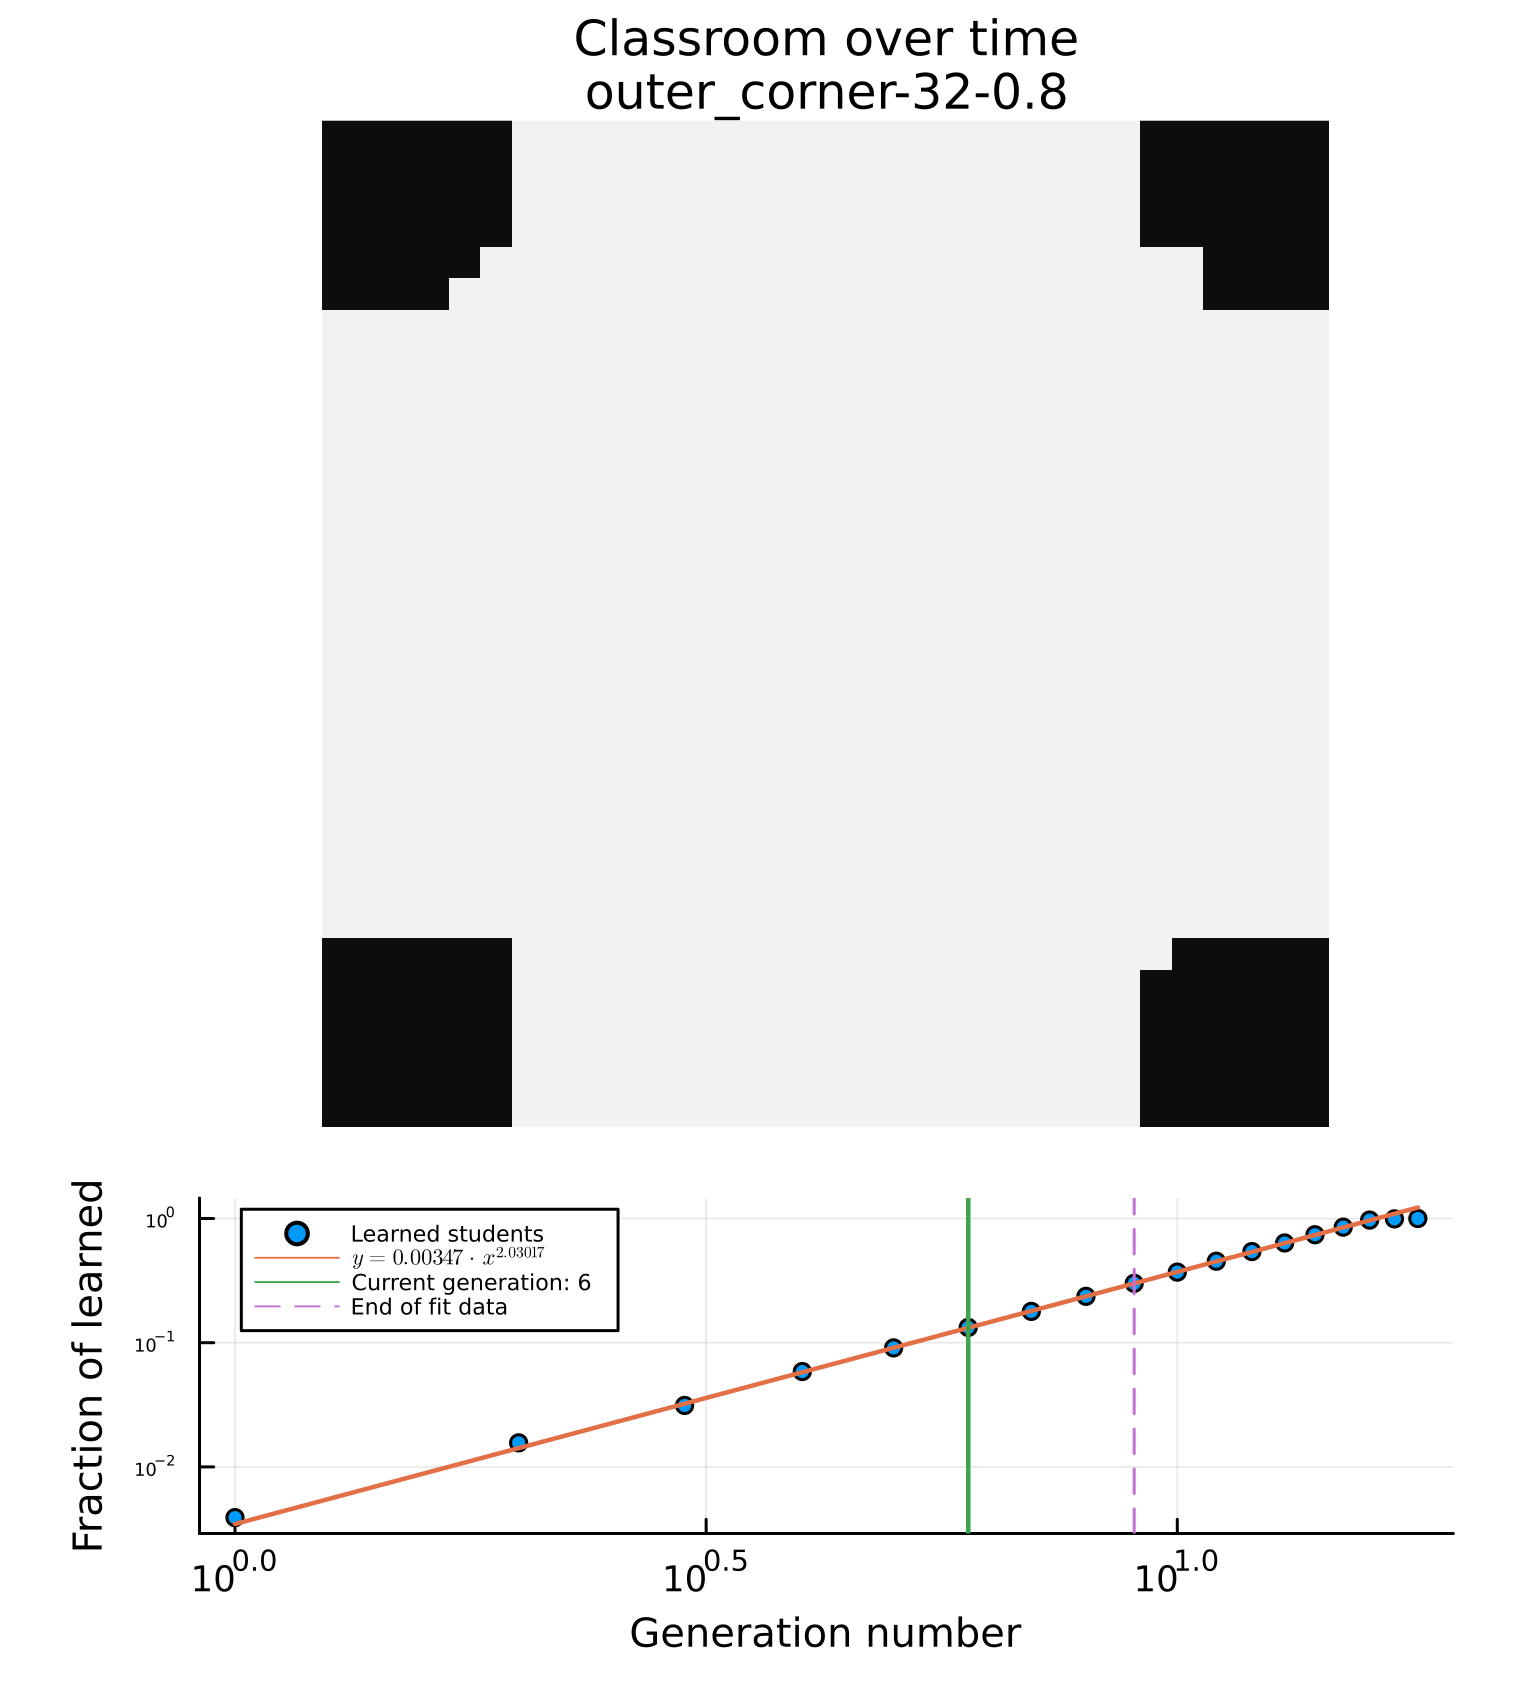 Classroom over time
outer_corner-32-0.8
Fraction of learned
10^0
10^-1
10^-2
Learned students
y = 0.00347 · x^2.03017
Current generation: 6
End of fit data
10^0.0
10^0.5
10^1.0
Generation number